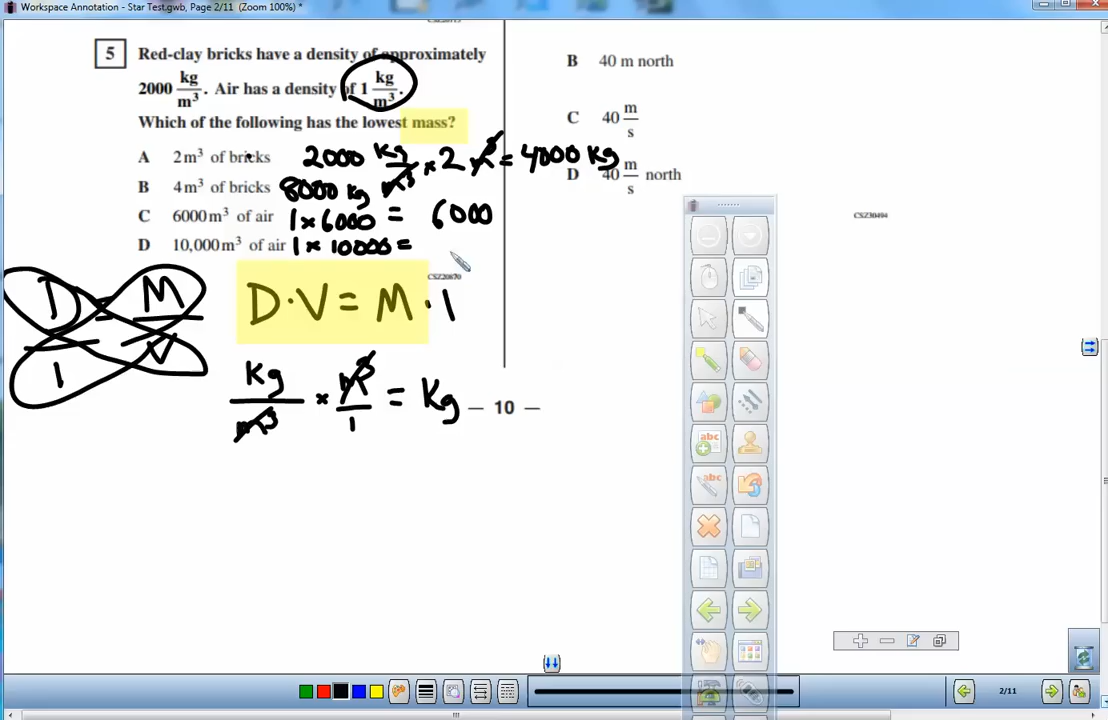 Workspace Annotation - Star Test.gwb, Page 2/11 (Zoom 100%) *
5 Red-clay bricks have a density of approximately
2000 kg/m³. Air has a density of 1 kg/m³.
Which of the following has the lowest mass?
A 2 m³ of bricks 2000 kg/m³ × 2 m³ = 4000 kg
B 4 m³ of bricks 8000 kg
C 6000 m³ of air 1 × 6000 = 6000
D 10,000 m³ of air 1 × 10000 =
CSZ20870
D = M
1 V
D · V = M · 1
Kg/m³ × m³/1 = Kg
— 10 —
B 40 m north
C 40 m/s
D 40 m/s north
CSZ30494
abc
abc
2/11